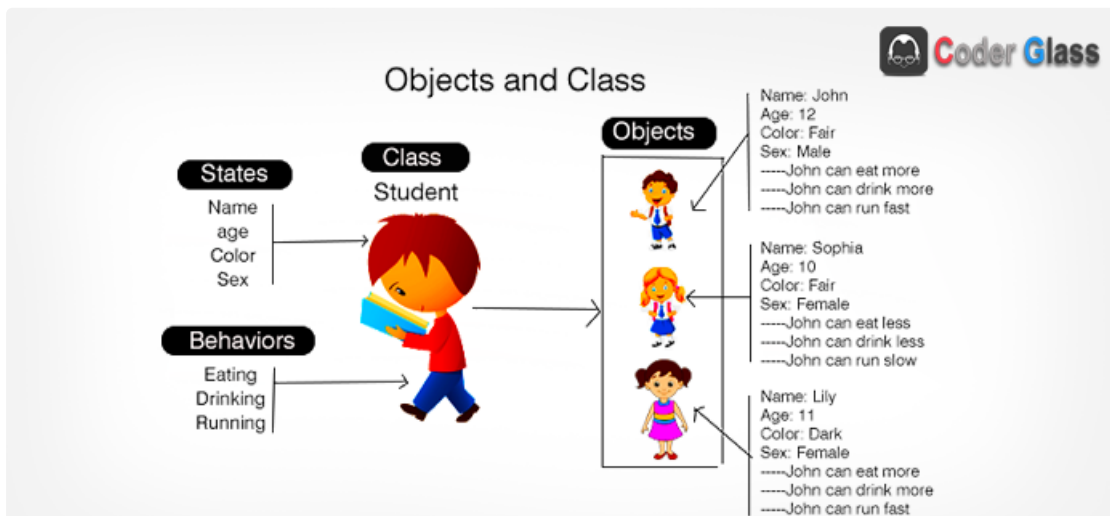 Coder Glass
Objects and Class
States
Name
age
Color
Sex
Behaviors
Eating
Drinking
Running
Class
Student
Objects
Name: John
Age: 12
Color: Fair
Sex: Male
-----John can eat more
-----John can drink more
-----John can run fast
Name: Sophia
Age: 10
Color: Fair
Sex: Female
-----John can eat less
-----John can drink less
-----John can run slow
Name: Lily
Age: 11
Color: Dark
Sex: Female
-----John can eat more
-----John can drink more
-----John can run fast